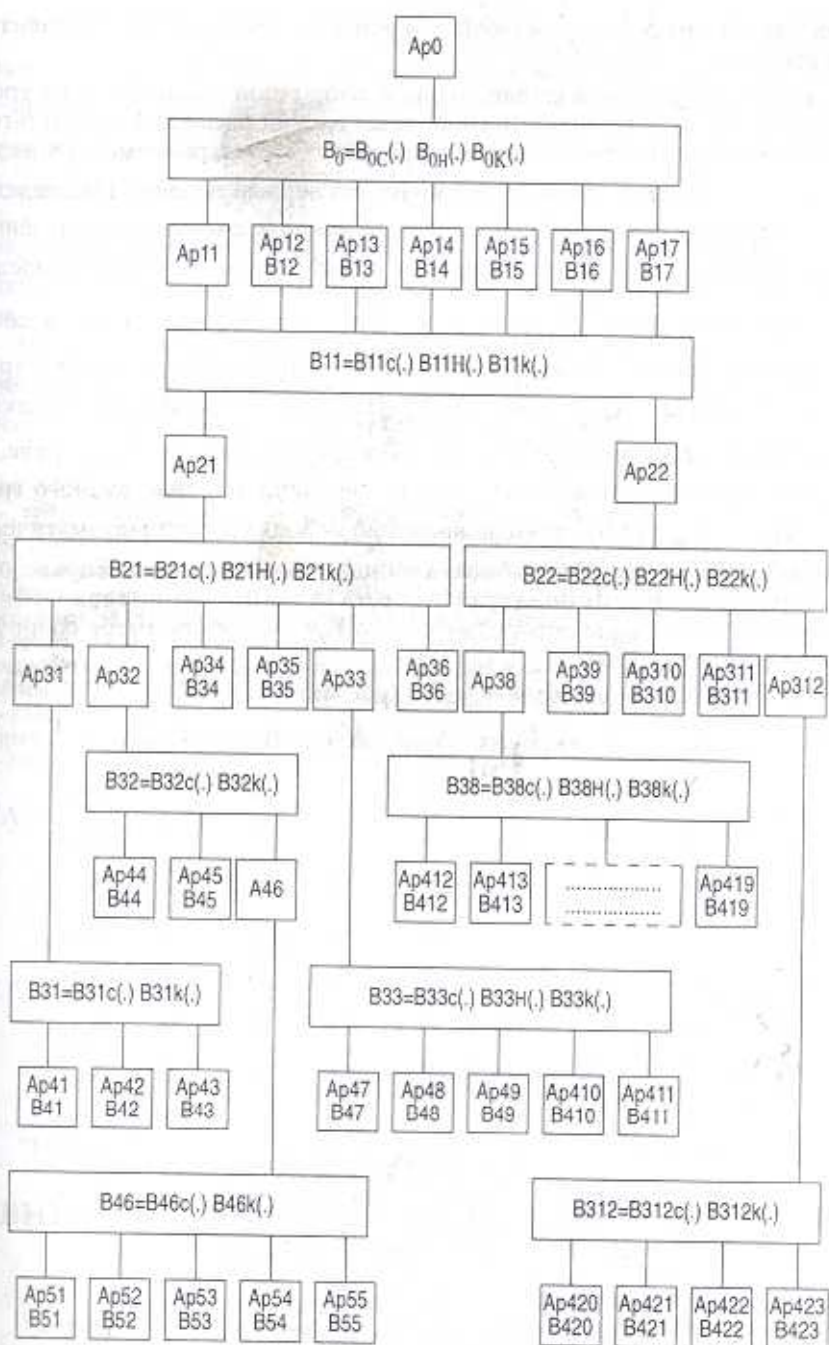 Ap0
B0=B0C(.) B0H(.) B0K(.)
Ap11
Ap12
B12
Ap13
B13
Ap14
B14
Ap15
B15
Ap16
B16
Ap17
B17
B11=B11c(.) B11H(.) B11k(.)
Ap21
Ap22
B21=B21c(.) B21H(.) B21k(.)
B22=B22c(.) B22H(.) B22k(.)
Ap31
Ap32
Ap34
B34
Ap35
B35
Ap33
Ap36
B36
Ap38
Ap39
B39
Ap310
B310
Ap311
B311
Ap312
B32=B32c(.) B32k(.)
B38=B38c(.) B38H(.) B38k(.)
Ap44
B44
Ap45
B45
A46
Ap412
B412
Ap413
B413
....................
....................
Ap419
B419
B31=B31c(.) B31k(.)
B33=B33c(.) B33H(.) B33k(.)
Ap41
B41
Ap42
B42
Ap43
B43
Ap47
B47
Ap48
B48
Ap49
B49
Ap410
B410
Ap411
B411
B46=B46c(.) B46k(.)
B312=B312c(.) B312k(.)
Ap51
B51
Ap52
B52
Ap53
B53
Ap54
B54
Ap55
B55
Ap420
B420
Ap421
B421
Ap422
B422
Ap423
B423